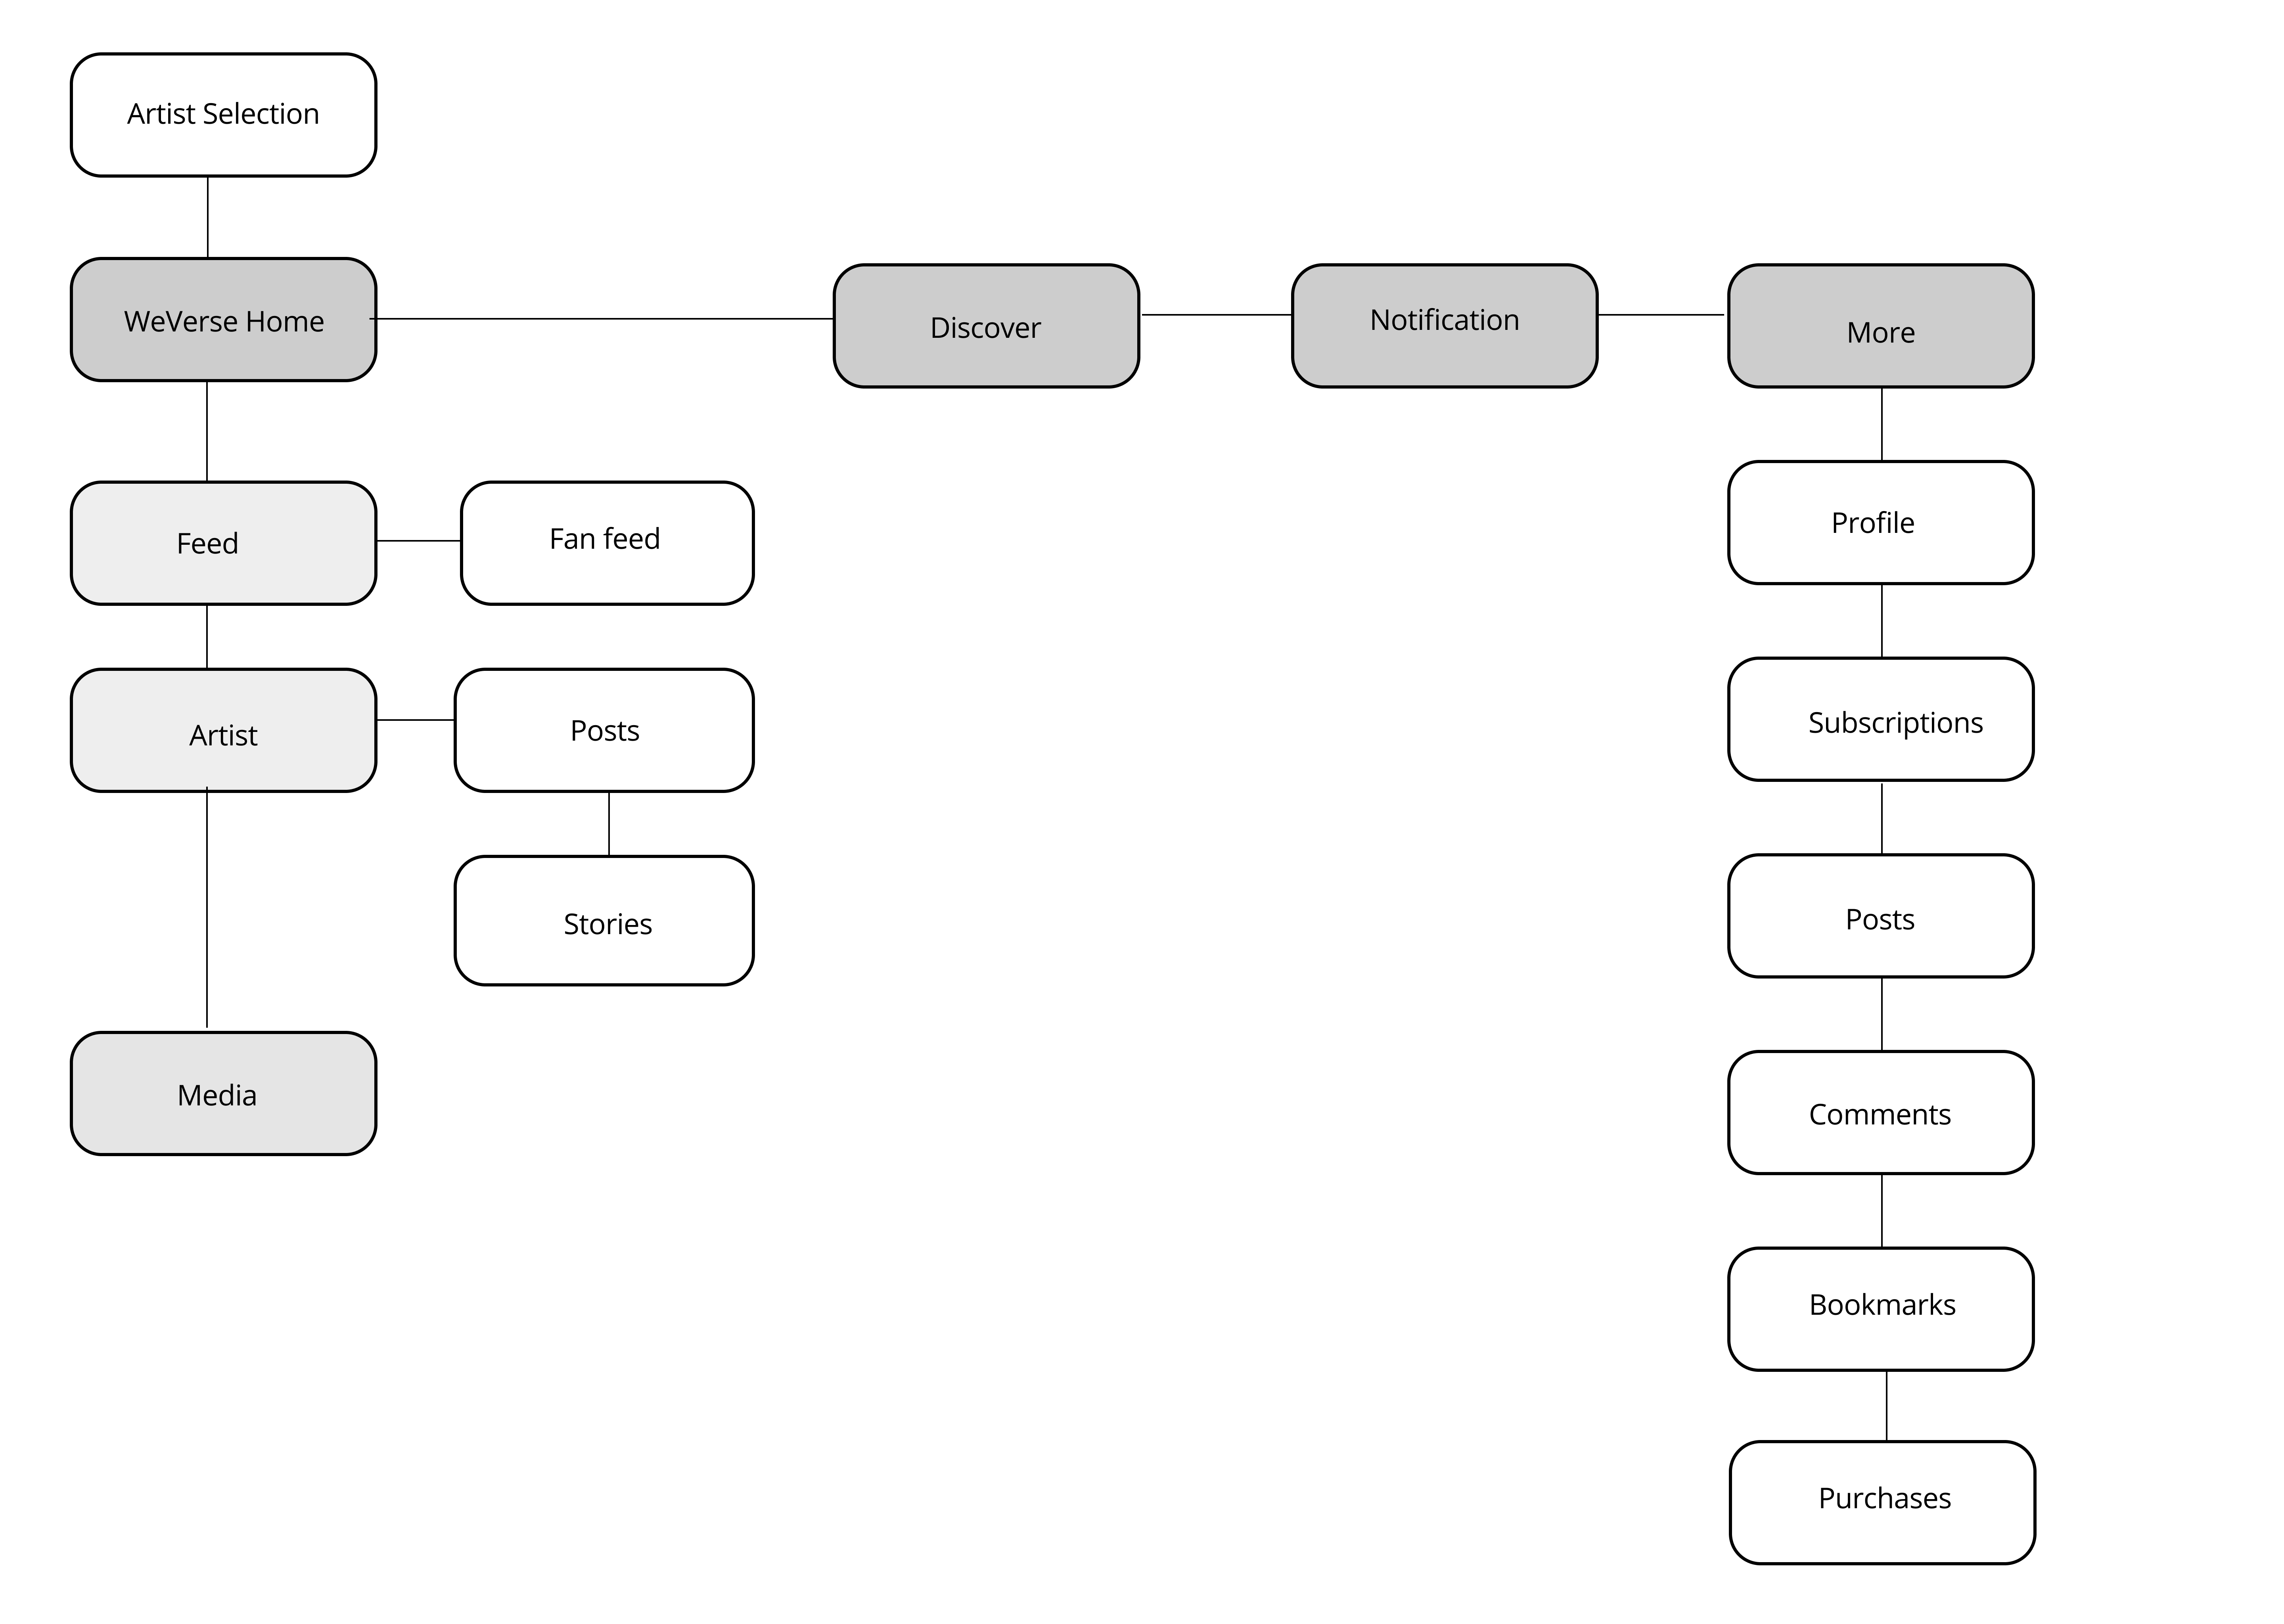 Artist Selection
WeVerse Home
Discover
Notification
More
Feed
Fan feed
Profile
Artist
Posts
Subscriptions
Stories
Posts
Media
Comments
Bookmarks
Purchases